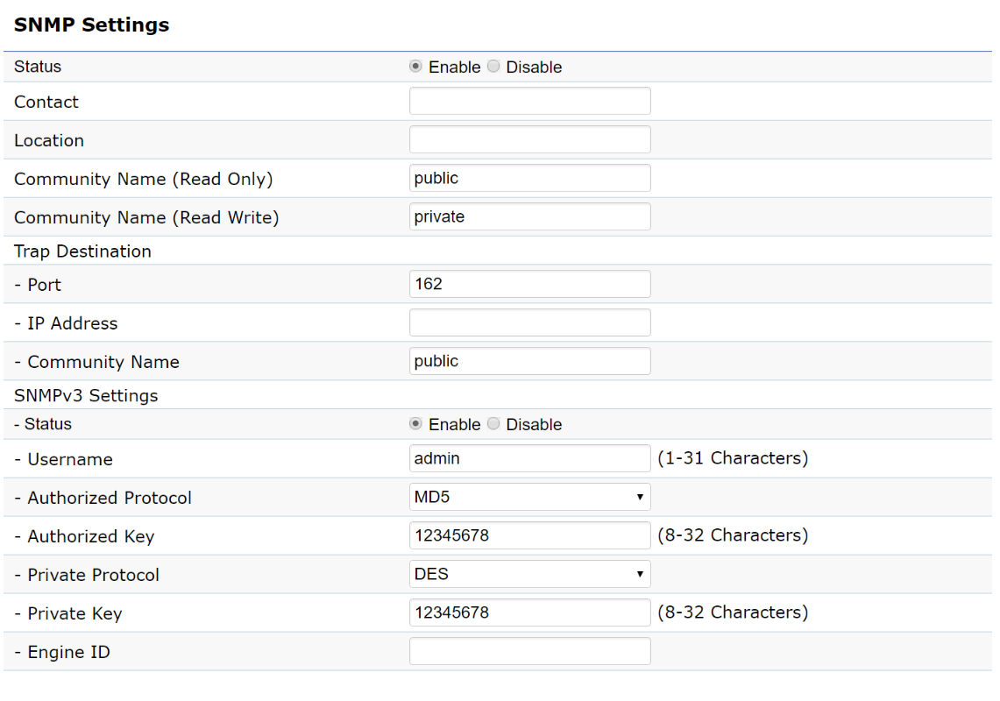 SNMP Settings
Status Enable Disable
Contact
Location
Community Name (Read Only) public
Community Name (Read Write) private
Trap Destination
- Port 162
- IP Address
- Community Name public
SNMPv3 Settings
- Status Enable Disable
- Username admin (1-31 Characters)
- Authorized Protocol MD5
- Authorized Key 12345678 (8-32 Characters)
- Private Protocol DES
- Private Key 12345678 (8-32 Characters)
- Engine ID